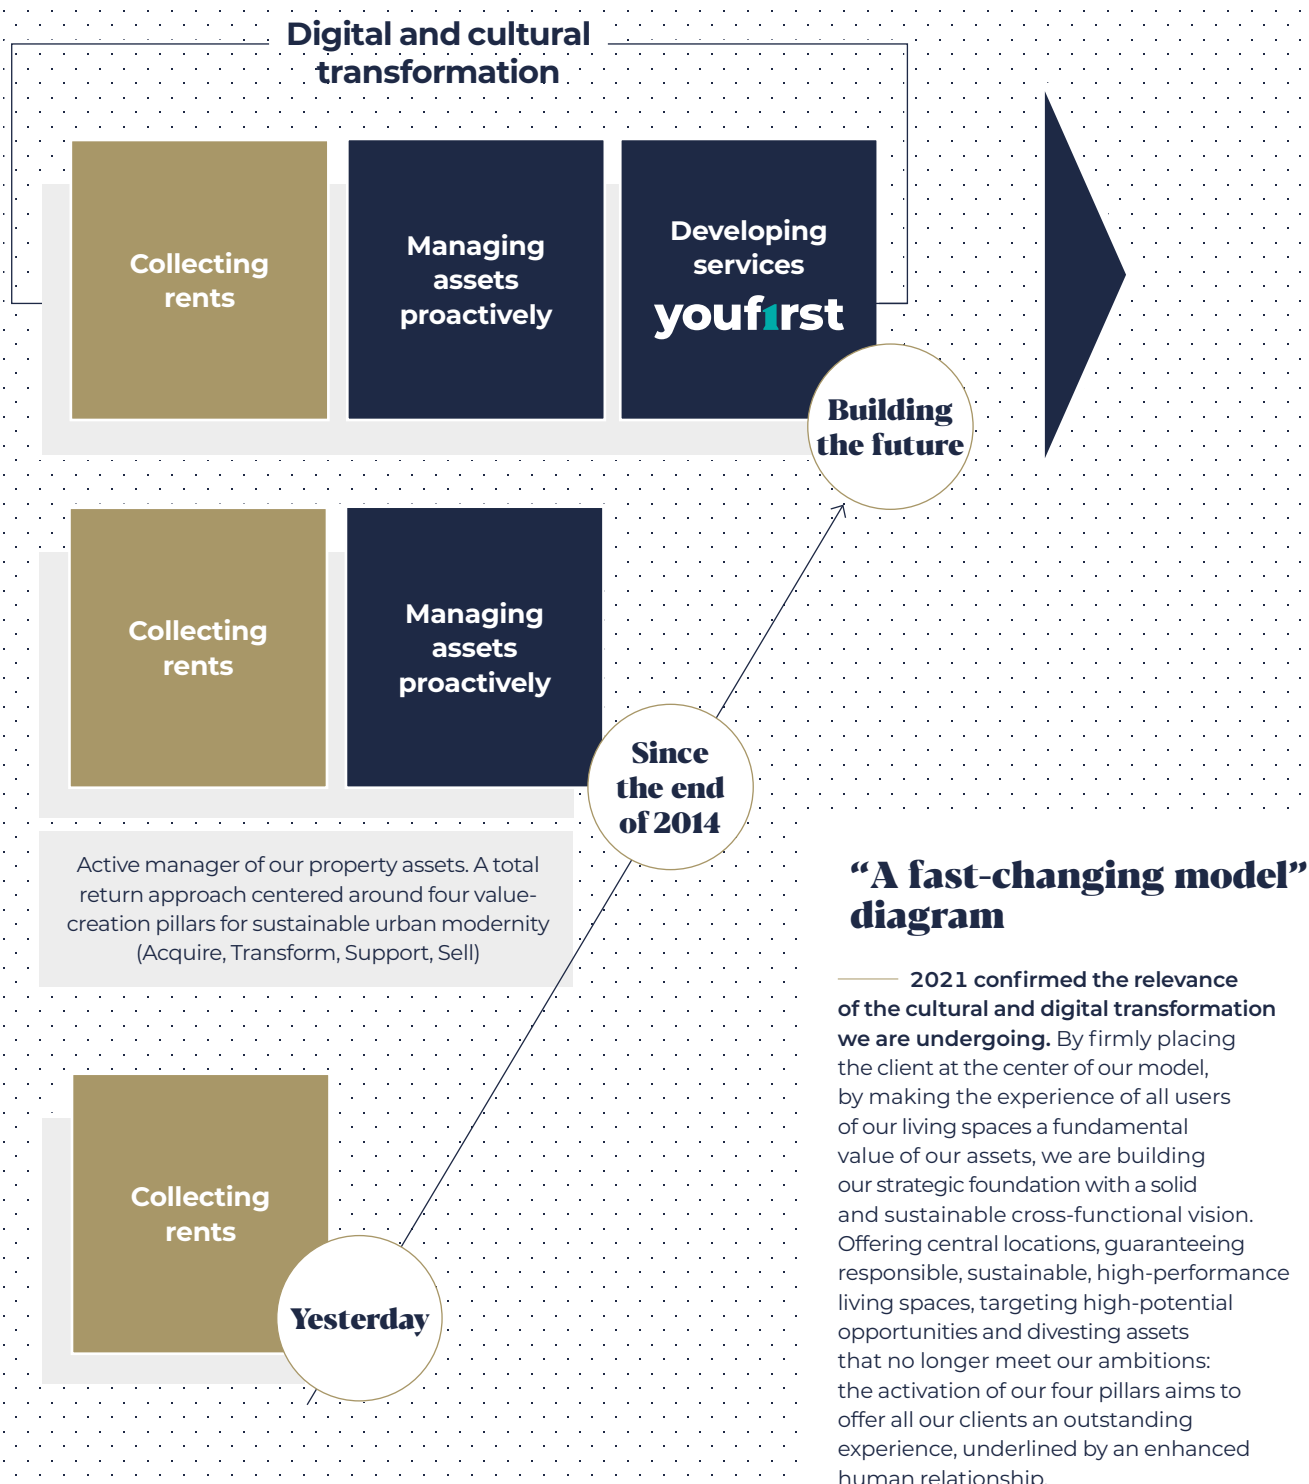 Digital and cultural
transformation
Collecting
rents
Managing
assets
proactively
Developing
services
youf1rst
Building
the future
Collecting
rents
Managing
assets
proactively
Since
the end
of 2014
Active manager of our property assets. A total
return approach centered around four value-
creation pillars for sustainable urban modernity
(Acquire, Transform, Support, Sell)
Collecting
rents
Yesterday
“A fast-changing model”
diagram
2021 confirmed the relevance
of the cultural and digital transformation
we are undergoing. By firmly placing
the client at the center of our model,
by making the experience of all users
of our living spaces a fundamental
value of our assets, we are building
our strategic foundation with a solid
and sustainable cross-functional vision.
Offering central locations, guaranteeing
responsible, sustainable, high-performance
living spaces, targeting high-potential
opportunities and divesting assets
that no longer meet our ambitions:
the activation of our four pillars aims to
offer all our clients an outstanding
experience, underlined by an enhanced
human relationship.